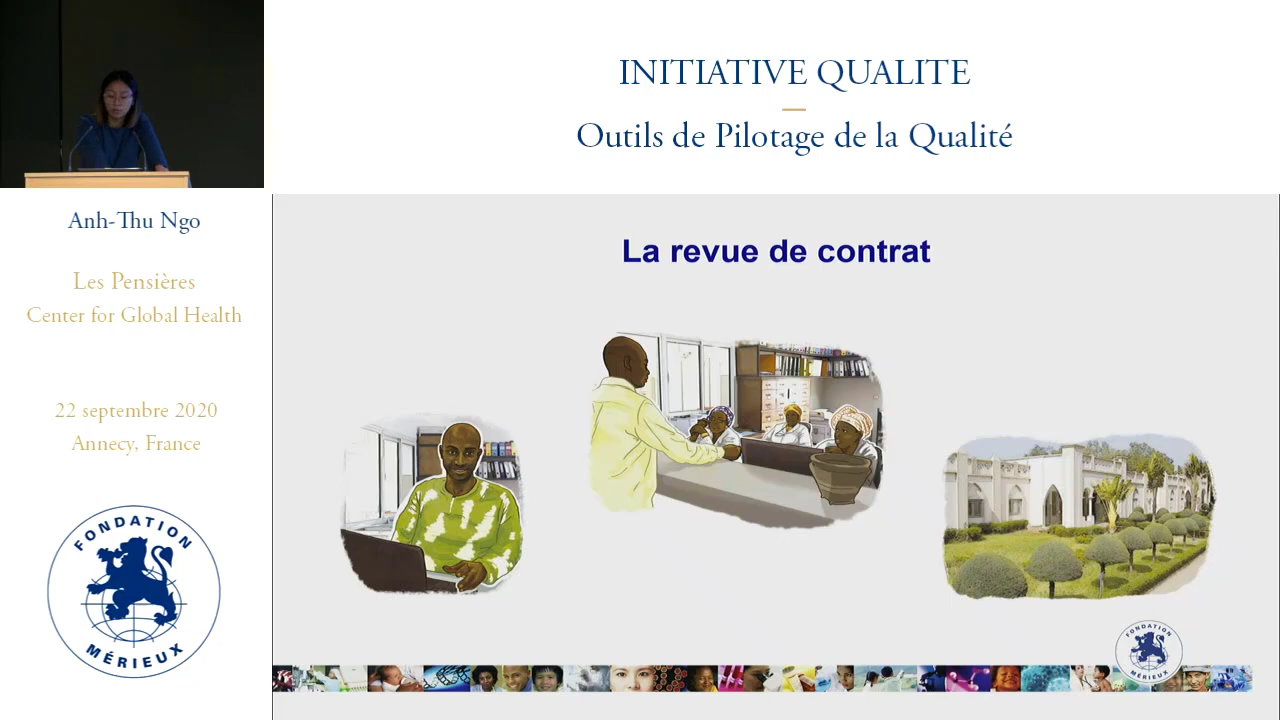 INITIATIVE QUALITE
Outils de Pilotage de la Qualité
Anh-Thu Ngo
Les Pensières
Center for Global Health
22 septembre 2020
Annecy, France
FONDATION
MÉRIEUX
La revue de contrat
FONDATION
MÉRIEUX